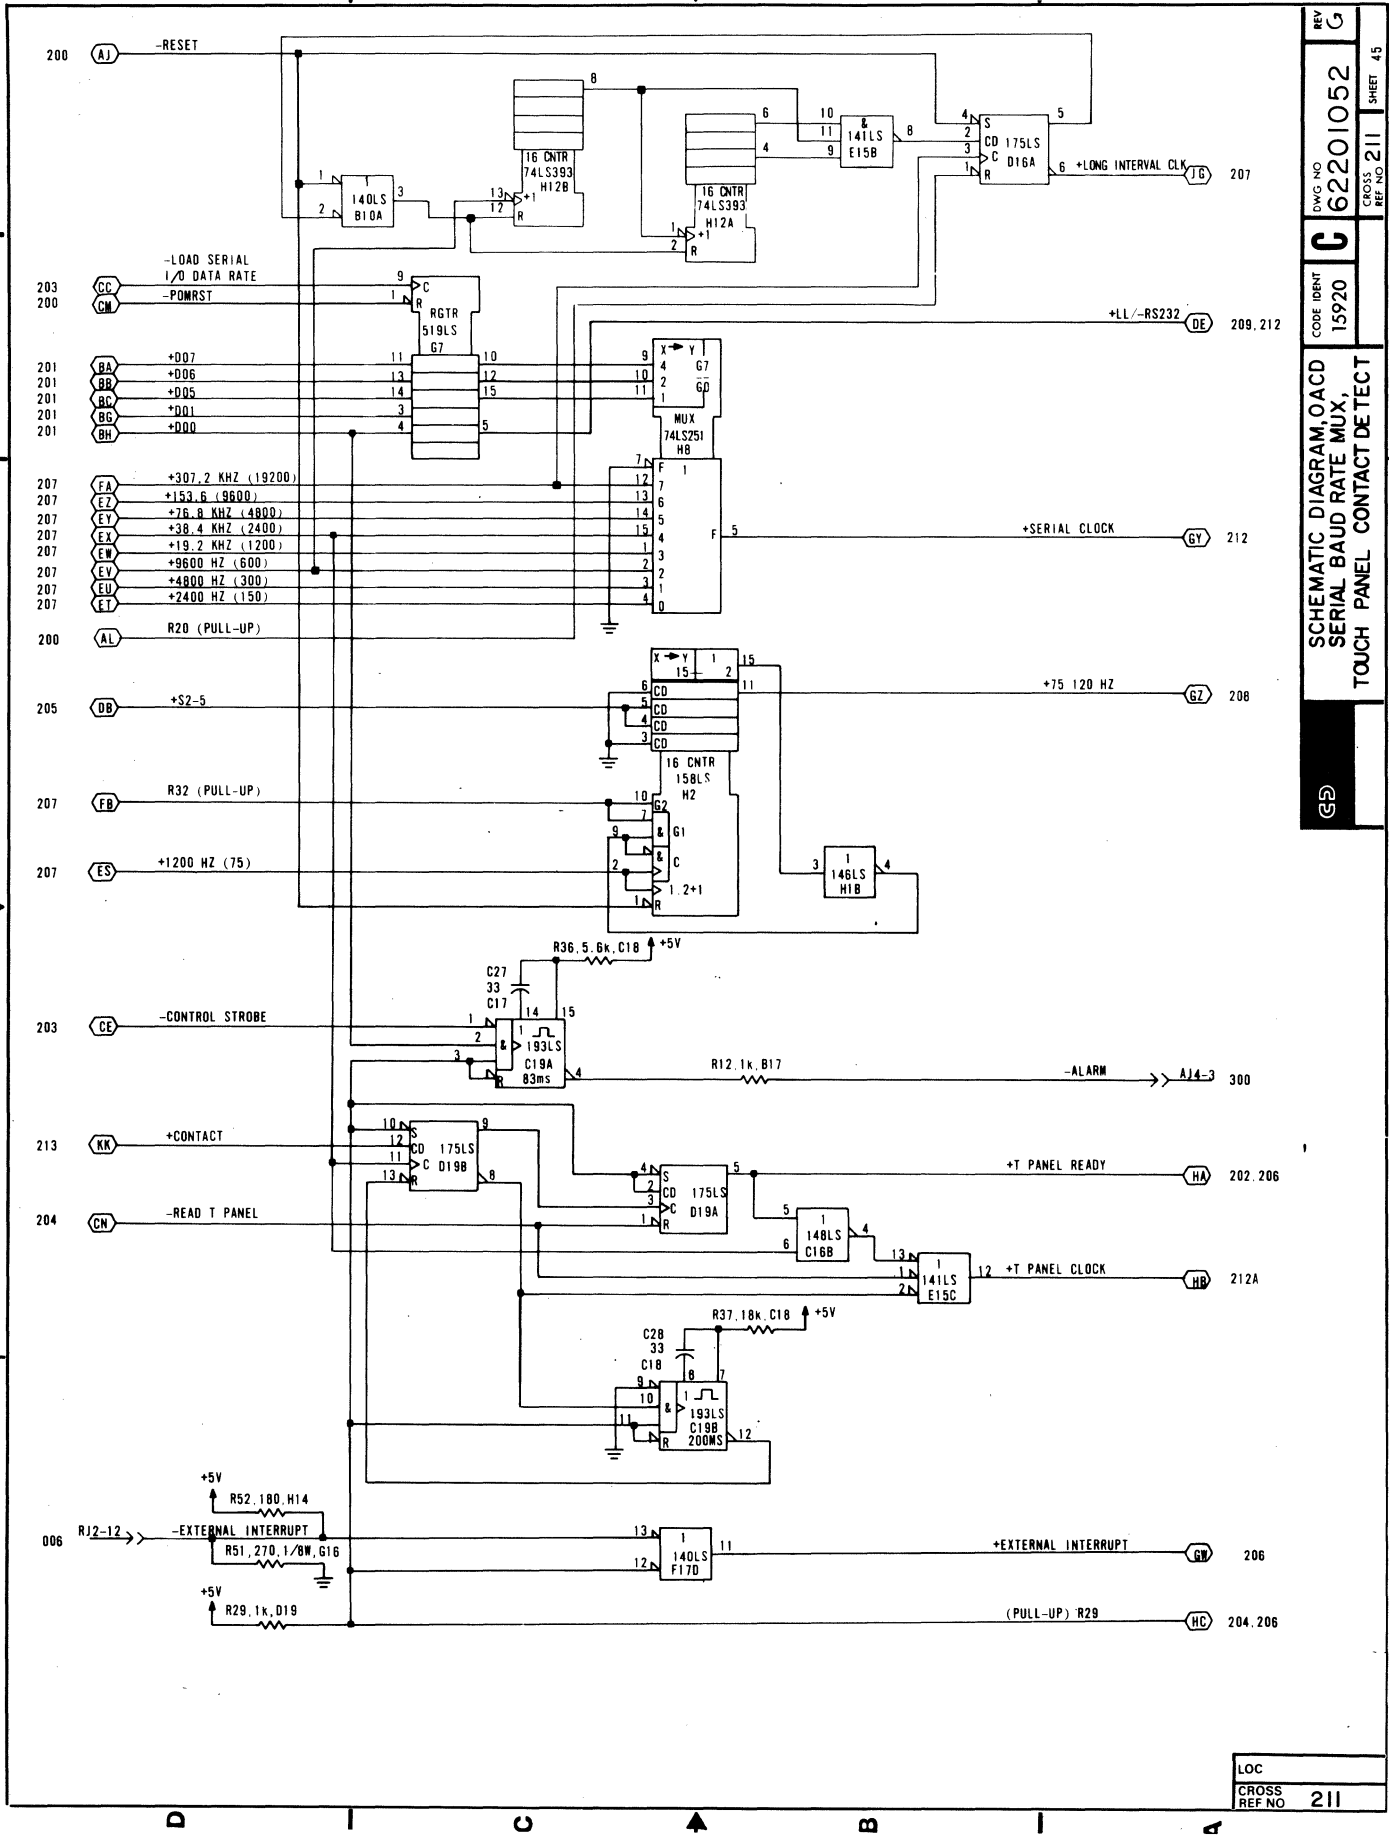 200 AJ -RESET
8
6
4
10
11
9
&
141LS
E15B
8
4 S
2 CD 175LS
3 C D16A
1 R
5
6 +LONG INTERVAL CLK JG 207
16 CNTR
74LS393
H12B
13 +1
12 R
16 CNTR
74LS393
H12A
1 +1
2 R
1
2
1
140LS
B10A
3
-LOAD SERIAL
203 CC I/O DATA RATE 9 C
200 CM -POMRST 1 R
RGTR
519LS
G7
+LL/-RS232 DE 209,212
201 BA +D07 11 10 9 4
201 BB +D06 13 12 10 2
201 BC +D05 14 15 11 1
201 BG +D01 3
201 BH +D00 4 5
X → Y
G7
G0
MUX
74LS251
H8
7 F 1
207 FA +307.2 KHZ (19200) 12 7
207 EZ +153.6 (9600) 13 6
207 EY +76.8 KHZ (4800) 14 5
207 EX +38.4 KHZ (2400) 15 4 F 5 +SERIAL CLOCK GY 212
207 EW +19.2 KHZ (1200) 1 3
207 EV +9600 HZ (600) 2 2
207 EU +4800 HZ (300) 3 1
207 ET +2400 HZ (150) 4 0
200 AL R20 (PULL-UP)
X → Y 1 15
15 2
6 CD 11 +75 120 HZ GZ 208
205 DB +S2-5 5 CD
4 CD
3 CD
16 CNTR
158LS
H2
207 FB R32 (PULL-UP) 10 G2
7
9 & G1
&
207 ES +1200 HZ (75) 2 C
1.2+1
1 R
3 1 4
146LS
H1B
R36,5.6k,C18 +5V
C27
33
C17
14 15
203 CE -CONTROL STROBE 1
2 & 1
193LS
3 C19A
R 83ms 4
R12,1k,B17 -ALARM AJ4-3 300
10 S 9
213 KK +CONTACT 12 CD 175LS
11 C D19B
13 R 8
4 S 5 +T PANEL READY HA 202.206
2 CD 175LS
3 C D19A
204 CN -READ T PANEL 1 R
5 1 4
148LS
6 C16B
13 1
1 141LS 12 +T PANEL CLOCK HB 212A
2 E15C
R37,18k,C18 +5V
C28
33
C18
6 7
9
10 & 1
193LS
11 C19B
R 200MS 12
+5V
R52,180,H14
006 RJ2-12 -EXTERNAL INTERRUPT
R51,270,1/8W,G16
13 1
140LS 11 +EXTERNAL INTERRUPT GW 206
12 F17D
+5V
R29,1k,D19 (PULL-UP) R29 HC 204.206
SCHEMATIC DIAGRAM,OACD
SERIAL BAUD RATE MUX,
TOUCH PANEL CONTACT DETECT
CODE IDENT
15920
C
DWG NO
62201052
REV
G
CROSS
REF NO 211
SHEET 45
LOC
CROSS
REF NO 211
D
C
B
A